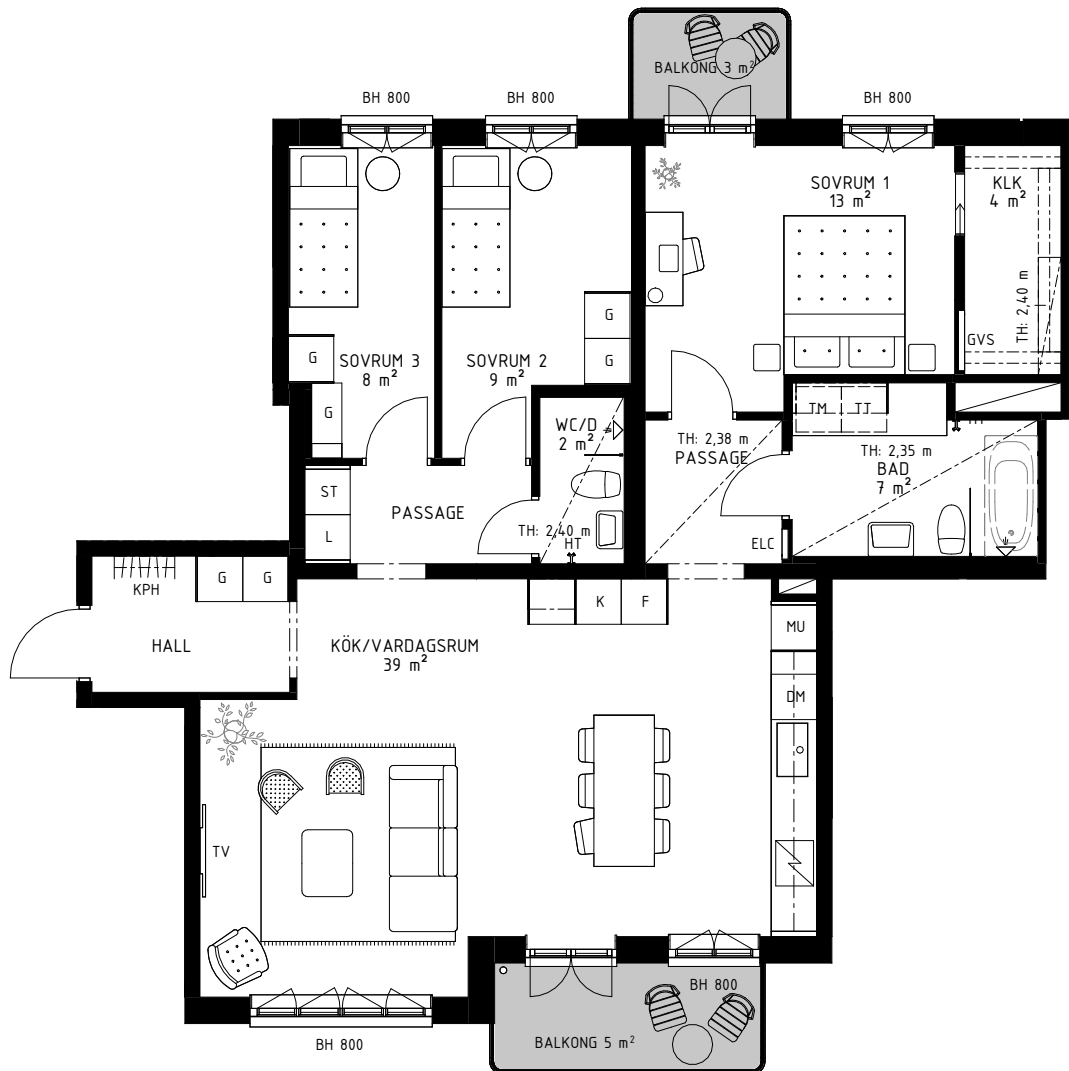 BALKONG 3 m²
BH 800
BH 800
BH 800
SOVRUM 1
13 m²
KLK
4 m²
TH: 2,40 m
GVS
G
G
G
G
SOVRUM 3
8 m²
SOVRUM 2
9 m²
WC/D
2 m²
TM
TT
TH: 2,38 m
PASSAGE
TH: 2,35 m
BAD
7 m²
ST
L
PASSAGE
TH: 2,40 m
HT
ELC
KPH
G
G
K
F
MU
HALL
KÖK/VARDAGSRUM
39 m²
DM
TV
BH 800
BALKONG 5 m²
BH 800